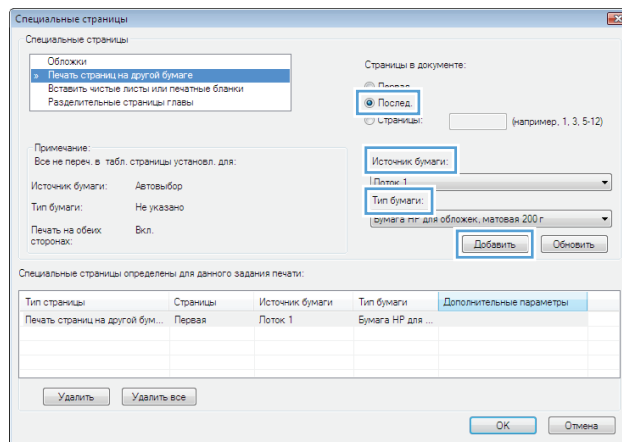 Специальные страницы
Специальные страницы
Обложки
» Печать страниц на другой бумаге
Вставить чистые листы или печатные бланки
Разделительные страницы главы
Страницы в документе:
Первая
Послед.
Страницы:
(например, 1, 3, 5-12)
Примечание:
Все не переч. в табл. страницы установл. для:
Источник бумаги: Автовыбор
Тип бумаги: Не указано
Печать на обеих сторонах: Вкл.
Источник бумаги:
Лоток 1
Тип бумаги:
Бумага HP для обложек, матовая 200 г
Добавить Обновить
Специальные страницы определены для данного задания печати:
Тип страницы Страницы Источник бумаги Тип бумаги Дополнительные параметры
Печать страниц на другой бум... Первая Лоток 1 Бумага HP для ...
Удалить Удалить все
OK Отмена